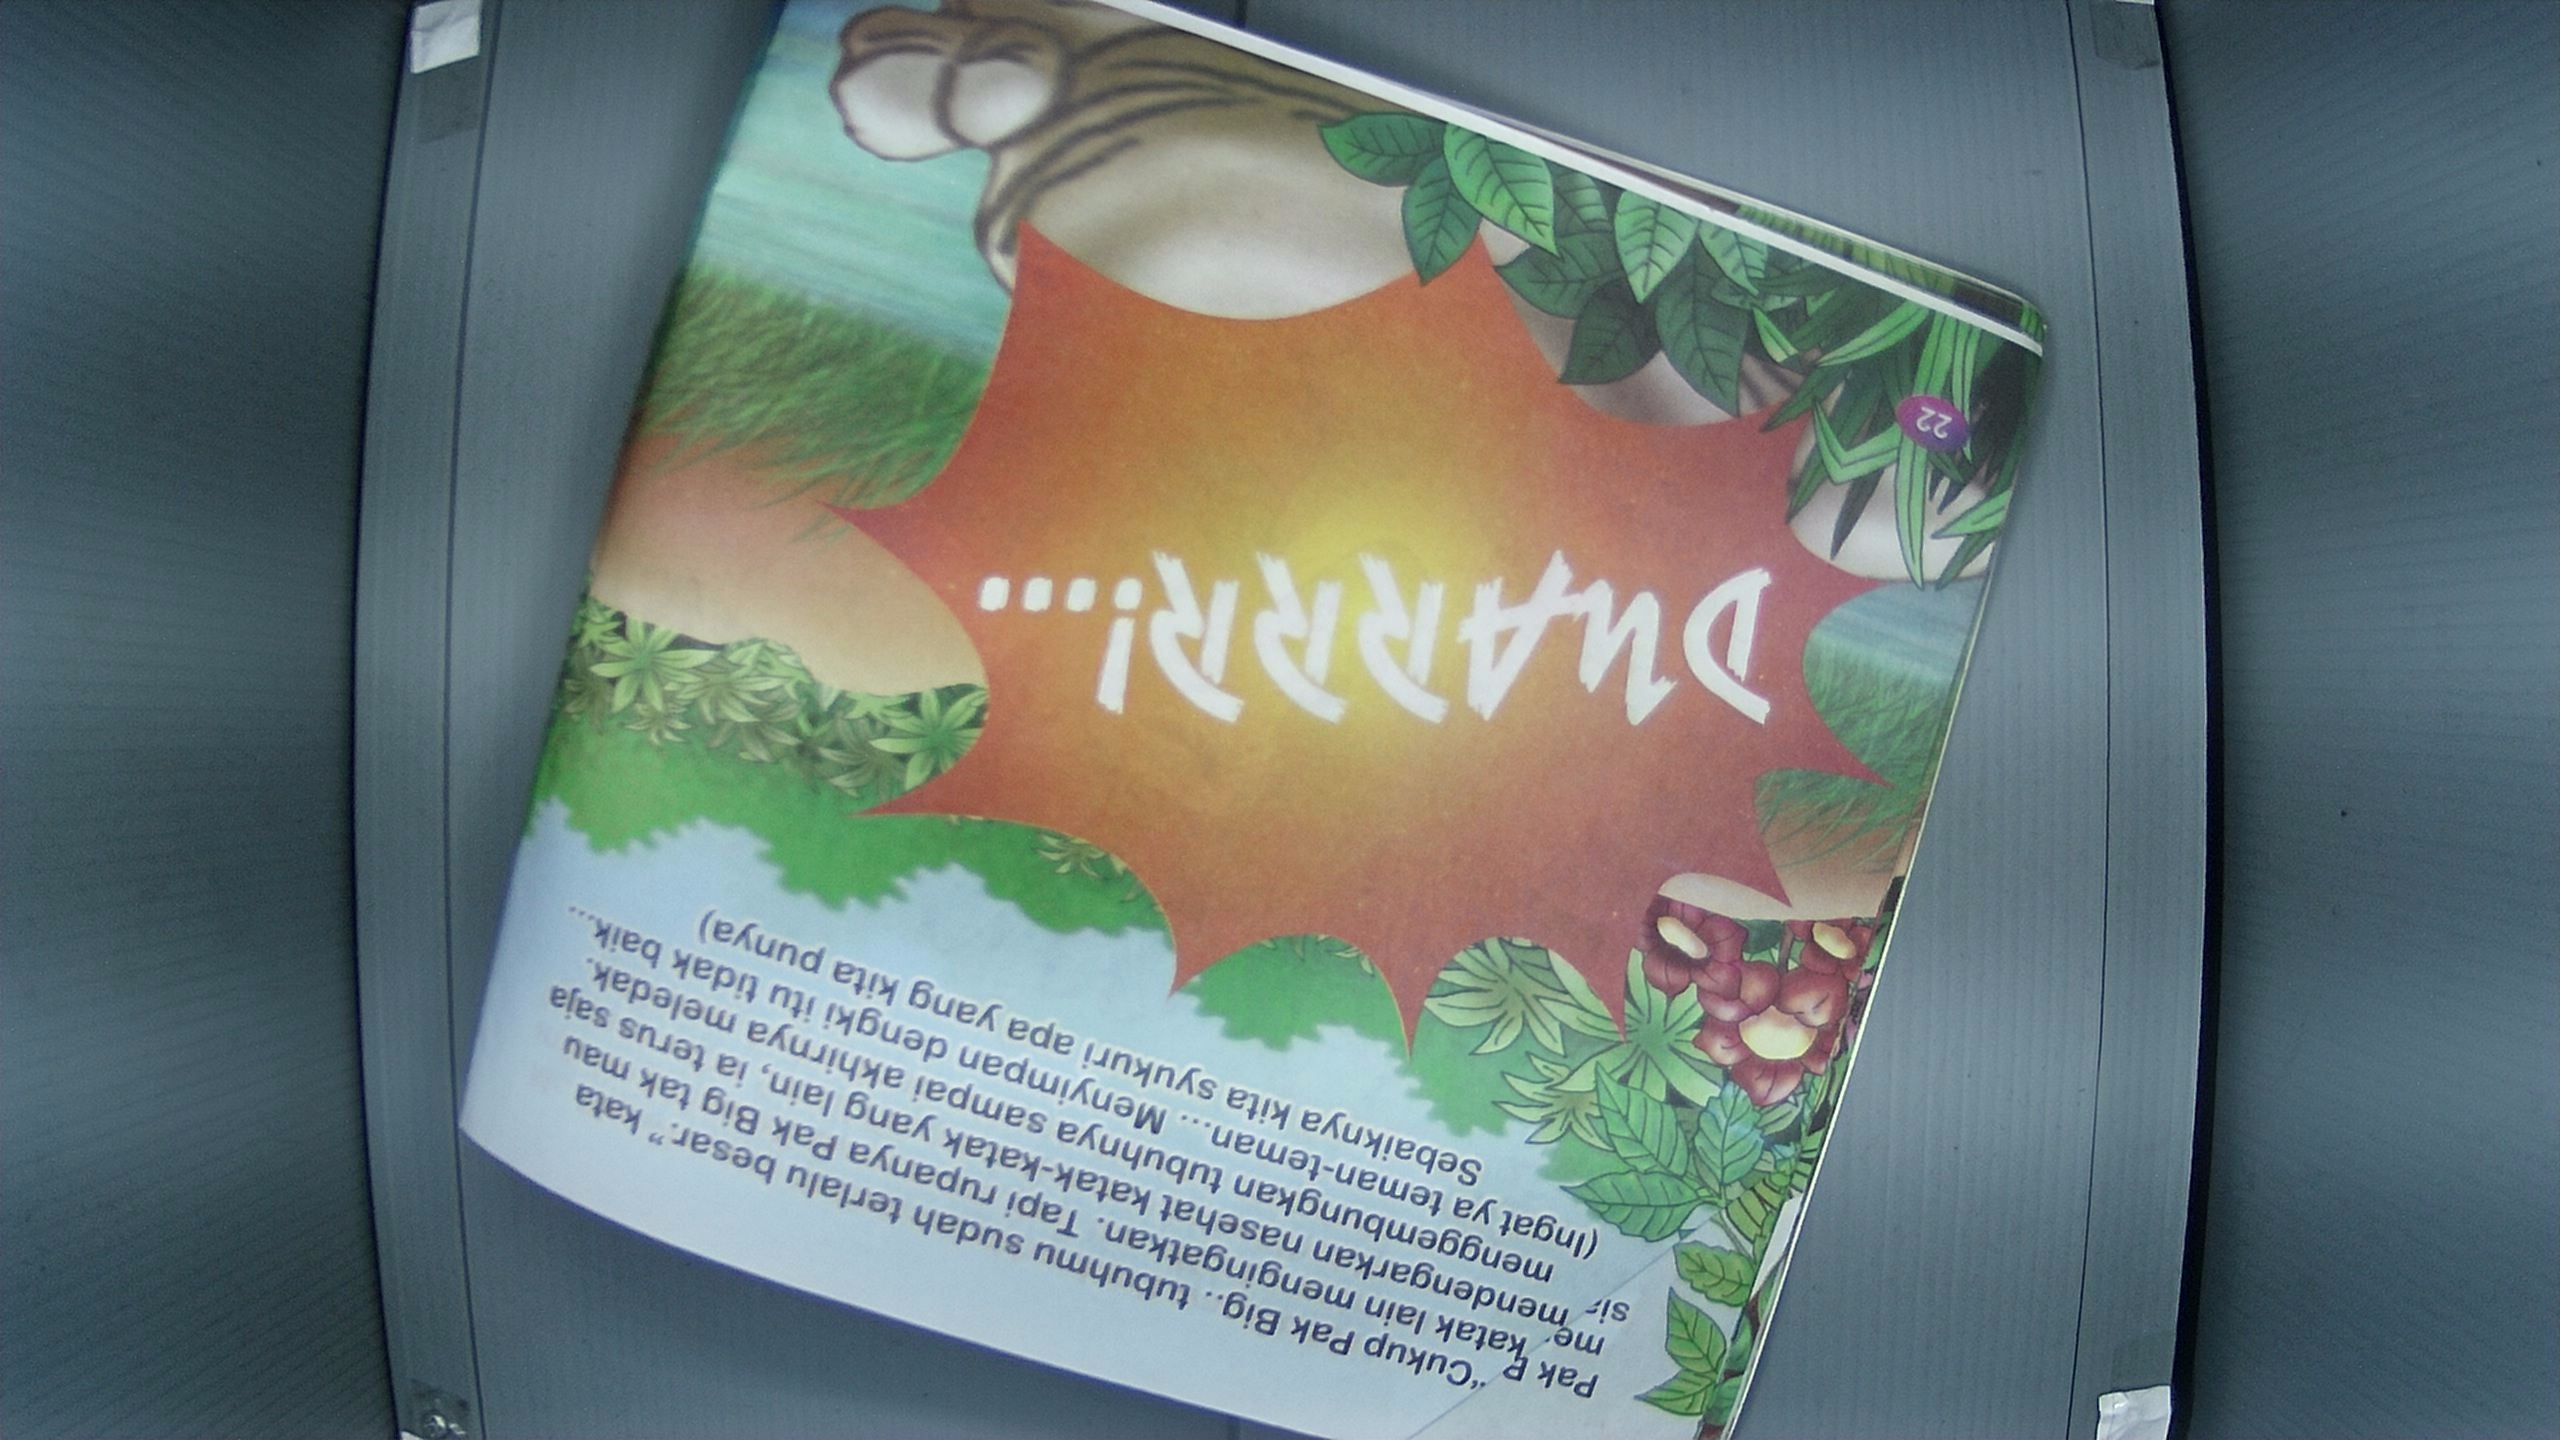 Pak
me
“Cukup Pak Big.. tubuhmu sudah terlalu besar.” kata
katak lain mengingatkan. Tapi rupanya Pak Big tak mau
mendengarkan nasehat katak-katak yang lain, ia terus saja
menggembungkan tubuhnya sampai akhirnya meledak.
(Ingat ya teman-teman... Menyimpan dengki itu tidak baik...
Sebaiknya kita syukuri apa yang kita punya)
DUARRR!...
22